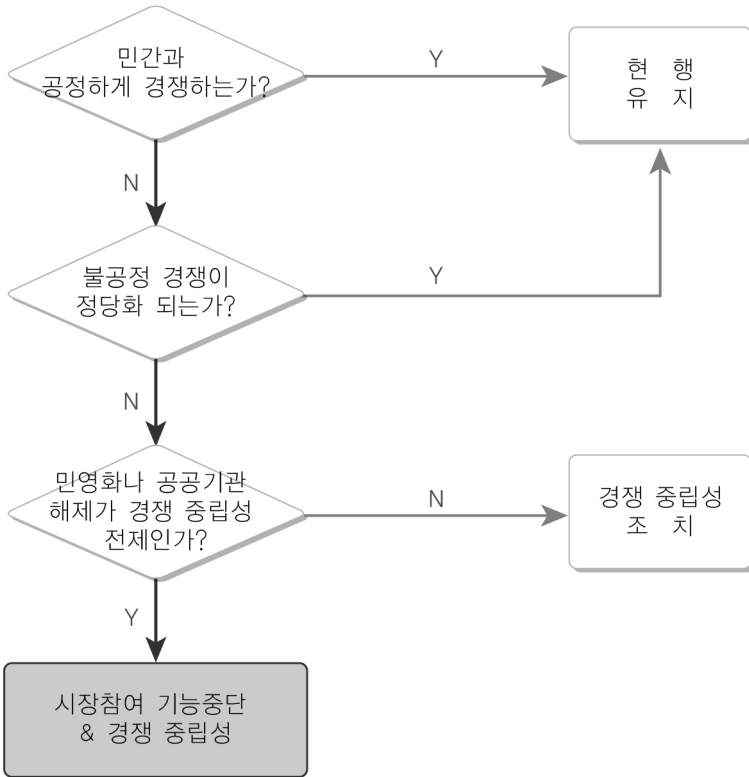 민간과
공정하게 경쟁하는가?
Y
현 행
유 지
N
불공정 경쟁이
정당화 되는가?
Y
N
민영화나 공공기관
해제가 경쟁 중립성
전제인가?
N
경쟁 중립성
조 치
Y
시장참여 기능중단
& 경쟁 중립성